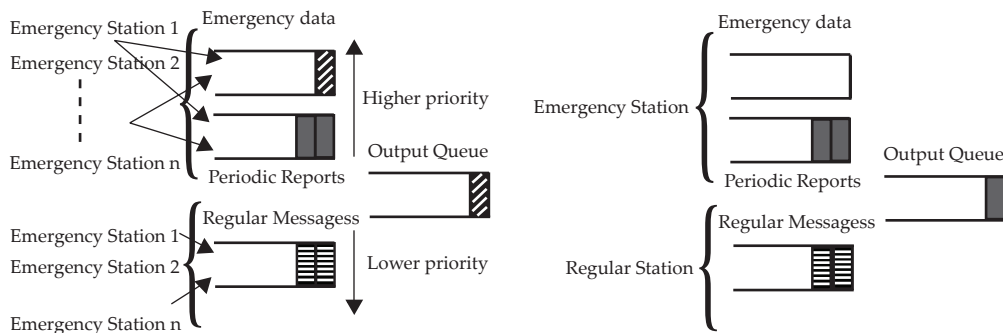 Emergency Station 1
Emergency Station 2
Emergency Station n
Emergency data
Higher priority
Output Queue
Periodic Reports
Regular Messagess
Emergency Station 1
Emergency Station 2
Emergency Station n
Lower priority
Emergency data
Emergency Station
Output Queue
Periodic Reports
Regular Messagess
Regular Station